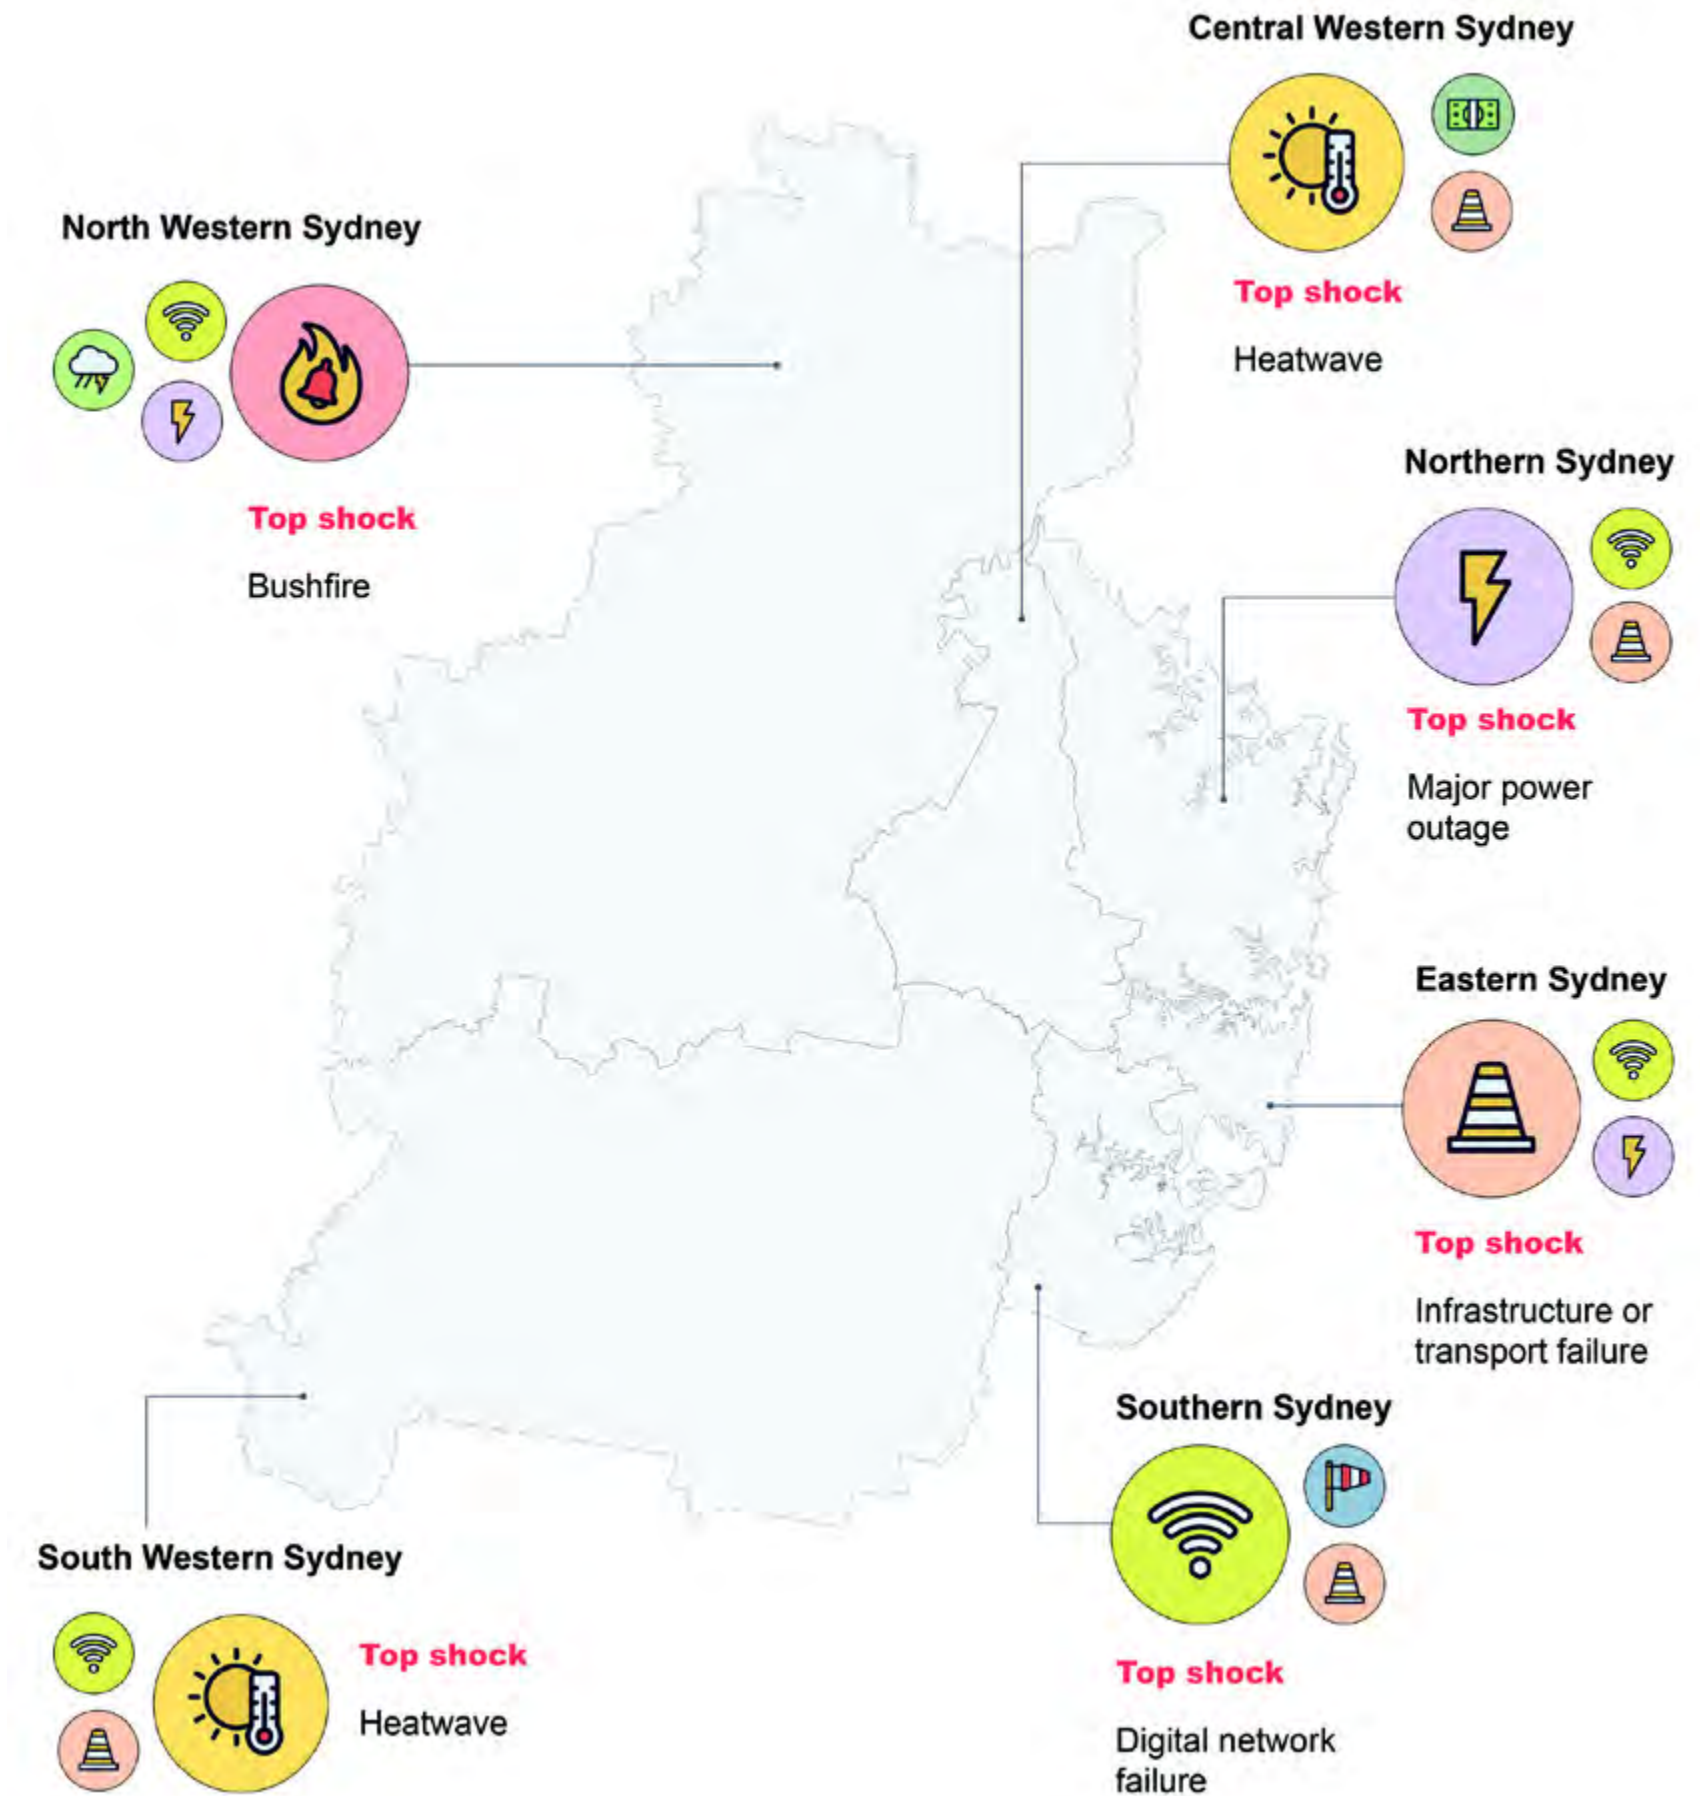 Central Western Sydney
Top shock
Heatwave
North Western Sydney
Top shock
Bushfire
Northern Sydney
Top shock
Major power
outage
Eastern Sydney
Top shock
Infrastructure or
transport failure
Southern Sydney
Top shock
Digital network
failure
South Western Sydney
Top shock
Heatwave